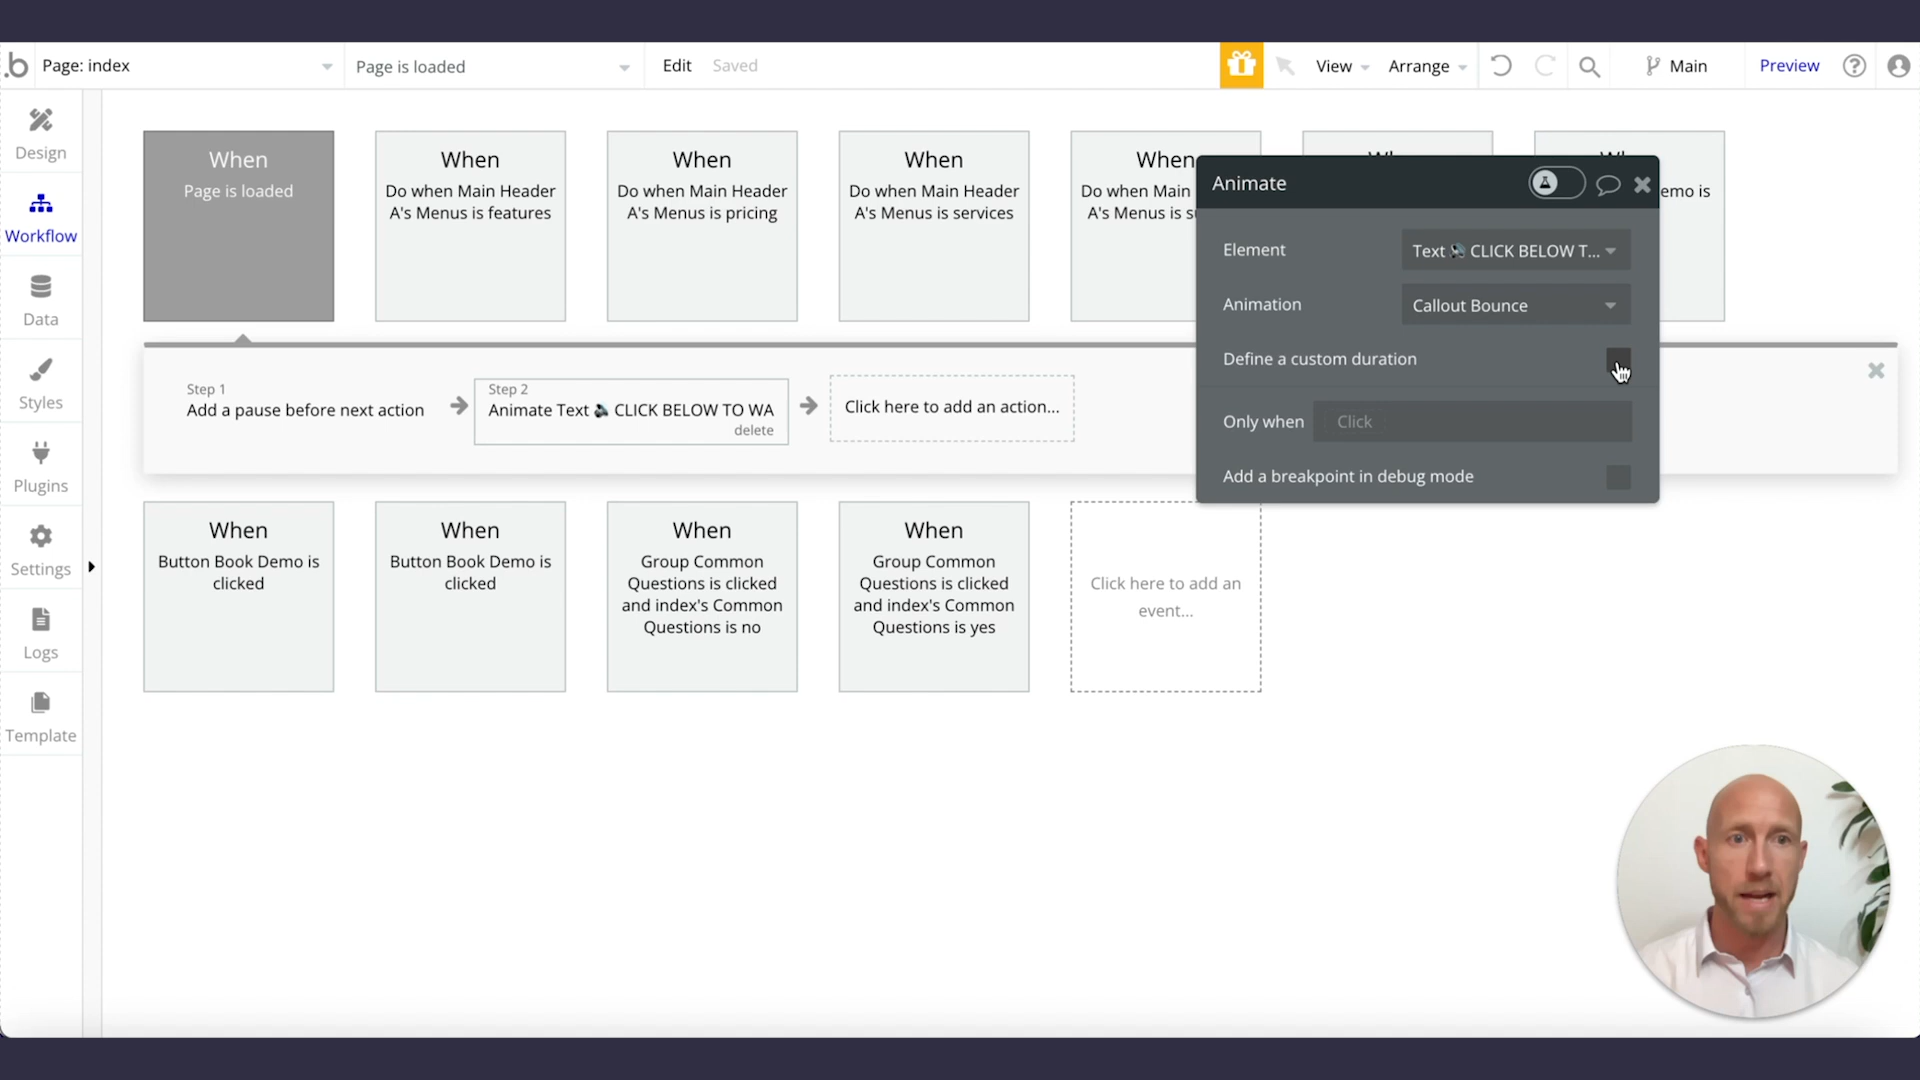 .b Page: index
Page is loaded
Edit
Saved
View
Arrange
Main
Preview
Design
Workflow
Data
Styles
Plugins
Settings
Logs
Template
When
Page is loaded
When
Do when Main Header
A's Menus is features
When
Do when Main Header
A's Menus is pricing
When
Do when Main Header
A's Menus is services
When
Do when Main
A's Menus is
emo is
Animate
Element
Text 🔊 CLICK BELOW T...
Animation
Callout Bounce
Define a custom duration
Only when
Click
Add a breakpoint in debug mode
Step 1
Add a pause before next action
Step 2
Animate Text 🔊 CLICK BELOW TO WA
delete
Click here to add an action...
When
Button Book Demo is
clicked
When
Button Book Demo is
clicked
When
Group Common
Questions is clicked
and index's Common
Questions is no
When
Group Common
Questions is clicked
and index's Common
Questions is yes
Click here to add an
event...